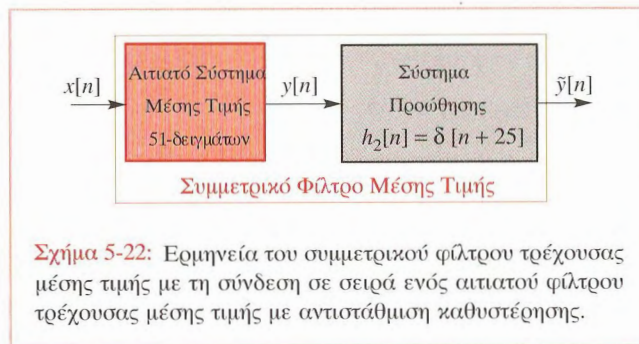 x[n]
Αιτιατό Σύστημα
Μέσης Τιμής
51-δειγμάτων
y[n]
Σύστημα
Προώθησης
h₂[n] = δ [n + 25]
ỹ[n]
Συμμετρικό Φίλτρο Μέσης Τιμής
Σχήμα 5-22: Ερμηνεία του συμμετρικού φίλτρου τρέχουσας
μέσης τιμής με τη σύνδεση σε σειρά ενός αιτιατού φίλτρου
τρέχουσας μέσης τιμής με αντιστάθμιση καθυστέρησης.